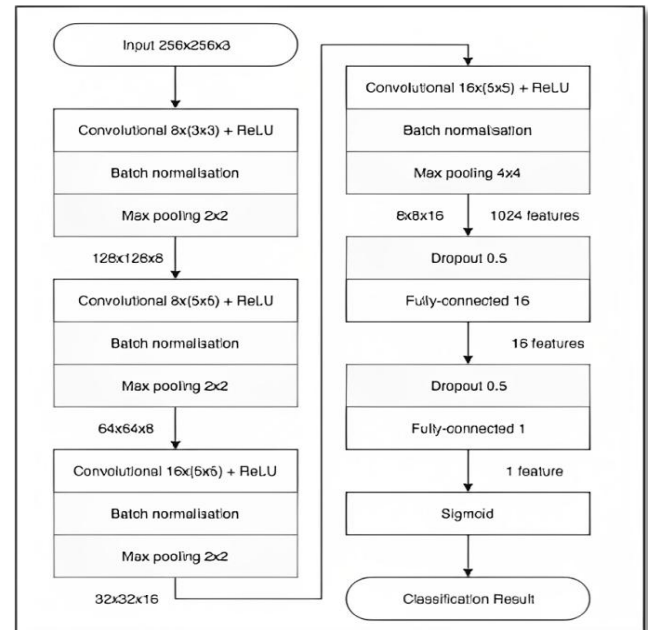 Input 256x256x3
Convolutional 8x(3x3) + ReLU
Batch normalisation
Max pooling 2x2
128x128x8
Convolutional 8x(5x5) + ReLU
Batch normalisation
Max pooling 2x2
64x64x8
Convolutional 16x(5x5) + ReLU
Batch normalisation
Max pooling 2x2
32x32x16
Convolutional 16x(5x5) + ReLU
Batch normalisation
Max pooling 4x4
8x8x16 1024 features
Dropout 0.5
Fully-connected 16
16 features
Dropout 0.5
Fully-connected 1
1 feature
Sigmoid
Classification Result